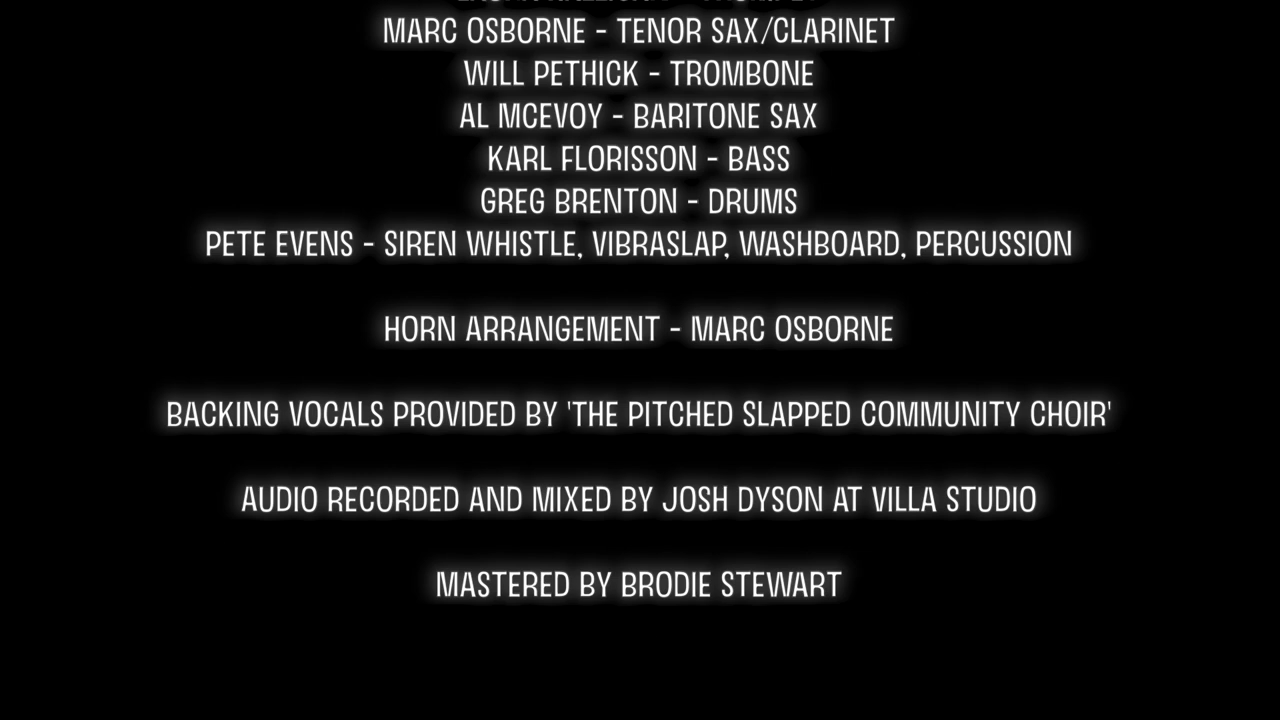 MARC OSBORNE - TENOR SAX/CLARINET
WILL PETHICK - TROMBONE
AL MCEVOY - BARITONE SAX
KARL FLORISSON - BASS
GREG BRENTON - DRUMS
PETE EVENS - SIREN WHISTLE, VIBRASLAP, WASHBOARD, PERCUSSION
HORN ARRANGEMENT - MARC OSBORNE
BACKING VOCALS PROVIDED BY 'THE PITCHED SLAPPED COMMUNITY CHOIR'
AUDIO RECORDED AND MIXED BY JOSH DYSON AT VILLA STUDIO
MASTERED BY BRODIE STEWART